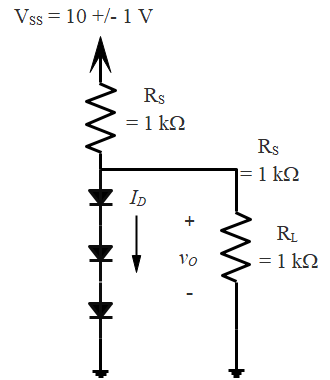 V_SS = 10 +/- 1 V
R_S
= 1 kΩ
R_S
= 1 kΩ
I_D
+
R_L
v_O
= 1 kΩ
-